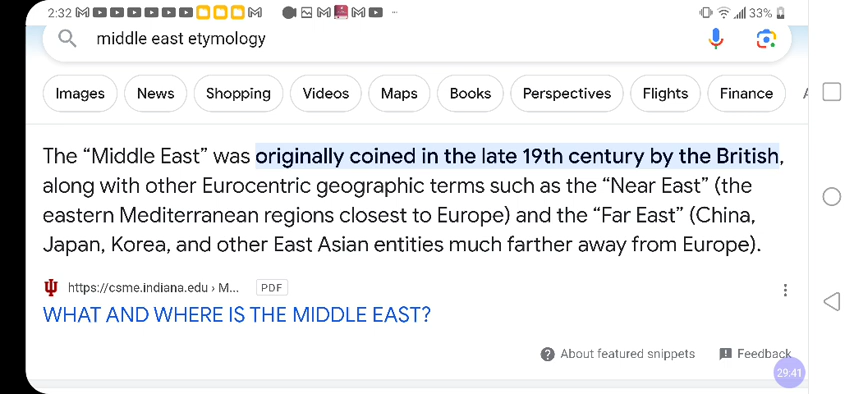 2:32 33%
middle east etymology
Images News Shopping Videos Maps Books Perspectives Flights Finance
The “Middle East” was originally coined in the late 19th century by the British,
along with other Eurocentric geographic terms such as the “Near East” (the
eastern Mediterranean regions closest to Europe) and the “Far East” (China,
Japan, Korea, and other East Asian entities much farther away from Europe).
https://csme.indiana.edu › M... PDF
WHAT AND WHERE IS THE MIDDLE EAST?
About featured snippets Feedback
29:41